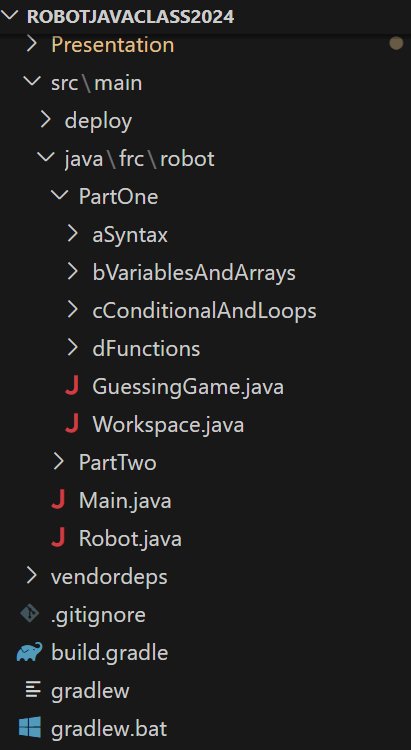 ROBOTJAVACLASS2024
Presentation
src\main
deploy
java\frc\robot
PartOne
aSyntax
bVariablesAndArrays
cConditionalAndLoops
dFunctions
J GuessingGame.java
J Workspace.java
PartTwo
J Main.java
J Robot.java
vendordeps
.gitignore
build.gradle
gradlew
gradlew.bat